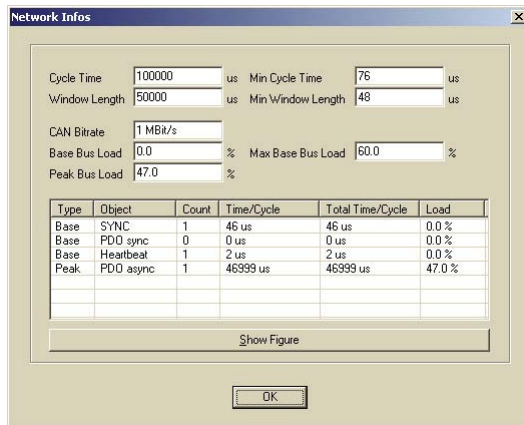 Network Infos
Cycle Time 100000 us Min Cycle Time 76 us
Window Length 50000 us Min Window Length 48 us
CAN Bitrate 1 MBit/s
Base Bus Load 0.0 % Max Base Bus Load 60.0 %
Peak Bus Load 47.0 %
Type Object Count Time/Cycle Total Time/Cycle Load
Base SYNC 1 46 us 46 us 0.0 %
Base PDO sync 0 0 us 0 us 0.0 %
Base Heartbeat 1 2 us 2 us 0.0 %
Peak PDO async 1 46999 us 46999 us 47.0 %
Show Figure
OK